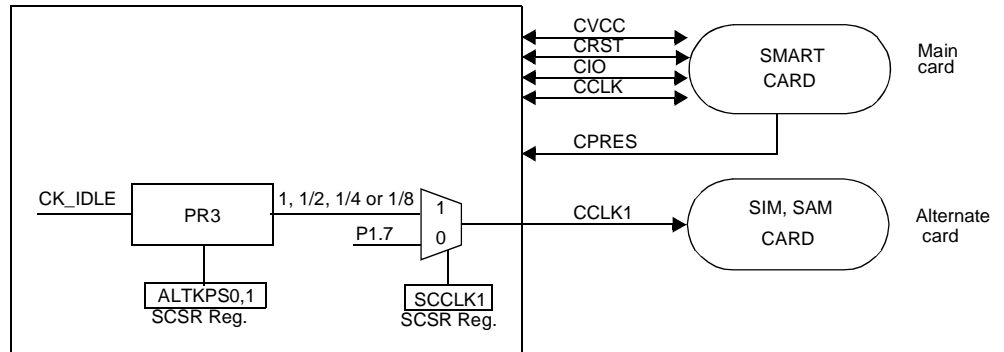 CVCC
CRST
CIO
CCLK
SMART
CARD
Main
card
CPRES
CK_IDLE
PR3
1, 1/2, 1/4 or 1/8
1
P1.7
0
CCLK1
SIM, SAM
CARD
Alternate
card
ALTKPS0,1
SCSR Reg.
SCCLK1
SCSR Reg.